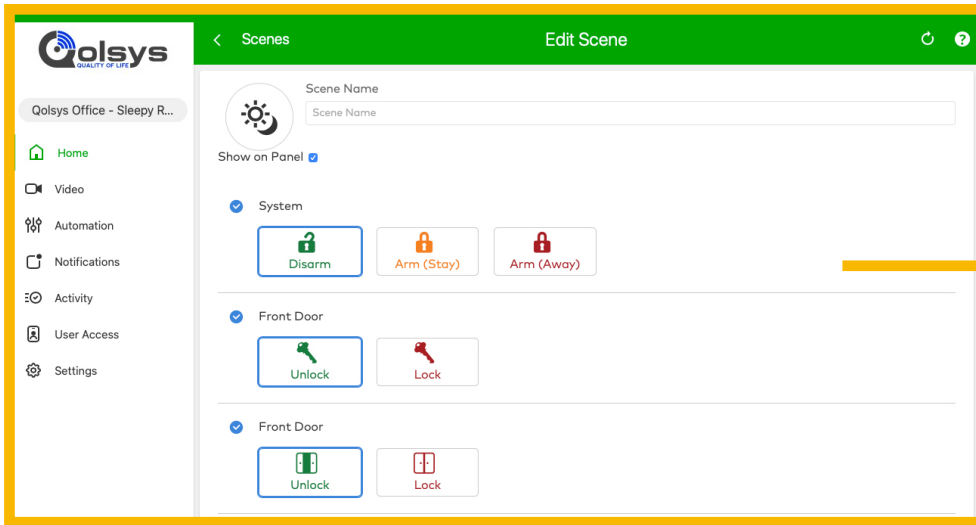 Qolsys
QUALITY OF LIFE
Qolsys Office - Sleepy R...
Home
Video
Automation
Notifications
Activity
User Access
Settings
Scenes
Edit Scene
?
Scene Name
Scene Name
Show on Panel
System
Disarm
Arm (Stay)
Arm (Away)
Front Door
Unlock
Lock
Front Door
Unlock
Lock